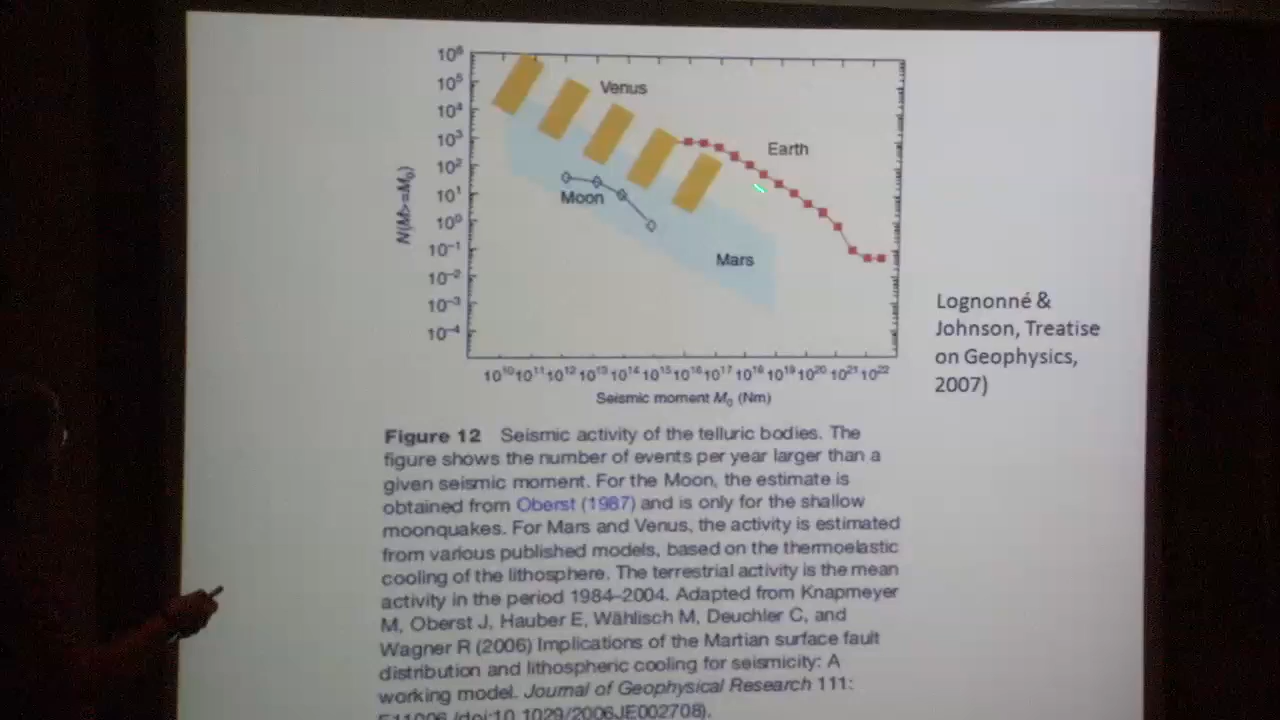 10⁶
10⁵
10⁴
10³
10²
10¹
10⁰
10⁻¹
10⁻²
10⁻³
10⁻⁴
N(M>=M₀)
Venus
Earth
Moon
Mars
10¹⁰ 10¹¹ 10¹² 10¹³ 10¹⁴ 10¹⁵ 10¹⁶ 10¹⁷ 10¹⁸ 10¹⁹ 10²⁰ 10²¹ 10²²
Seismic moment M₀ (Nm)
Lognonné &
Johnson, Treatise
on Geophysics,
2007)
Figure 12 Seismic activity of the telluric bodies. The
figure shows the number of events per year larger than a
given seismic moment. For the Moon, the estimate is
obtained from Oberst (1987) and is only for the shallow
moonquakes. For Mars and Venus, the activity is estimated
from various published models, based on the thermoelastic
cooling of the lithosphere. The terrestrial activity is the mean
activity in the period 1984–2004. Adapted from Knapmeyer
M, Oberst J, Hauber E, Wählisch M, Deuchler C, and
Wagner R (2006) Implications of the Martian surface fault
distribution and lithospheric cooling for seismicity: A
working model. Journal of Geophysical Research 111:
E11006 (doi:10.1029/2006JE002708).